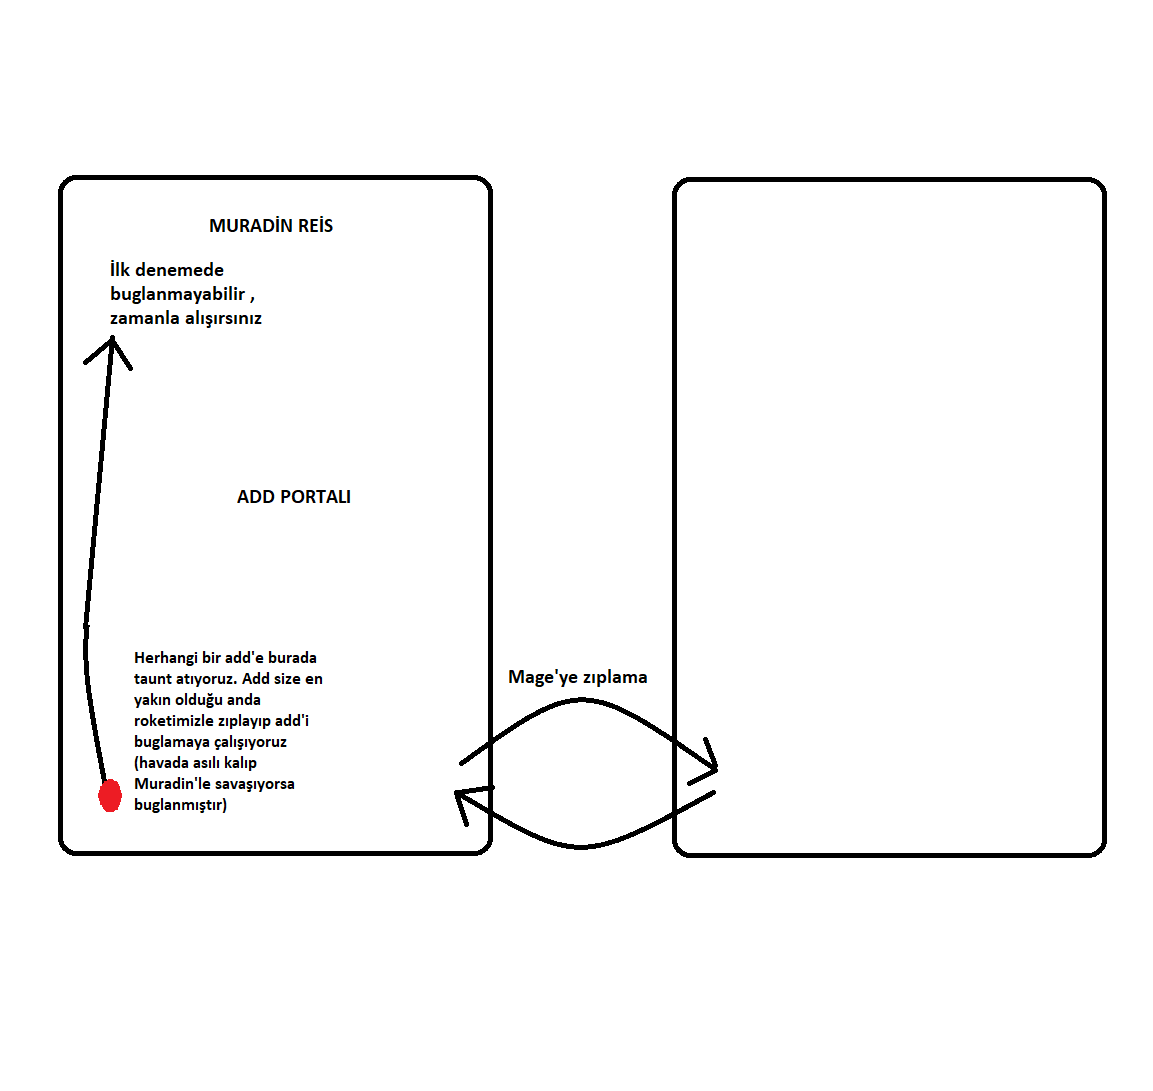 MURADİN REİS
İlk denemede
buglanmayabilir ,
zamanla alışırsınız
ADD PORTALI
Herhangi bir add'e burada
taunt atıyoruz. Add size en
yakın olduğu anda
roketimizle zıplayıp add'i
buglamaya çalışıyoruz
(havada asılı kalıp
Muradin'le savaşıyorsa
buglanmıştır)
Mage'ye zıplama